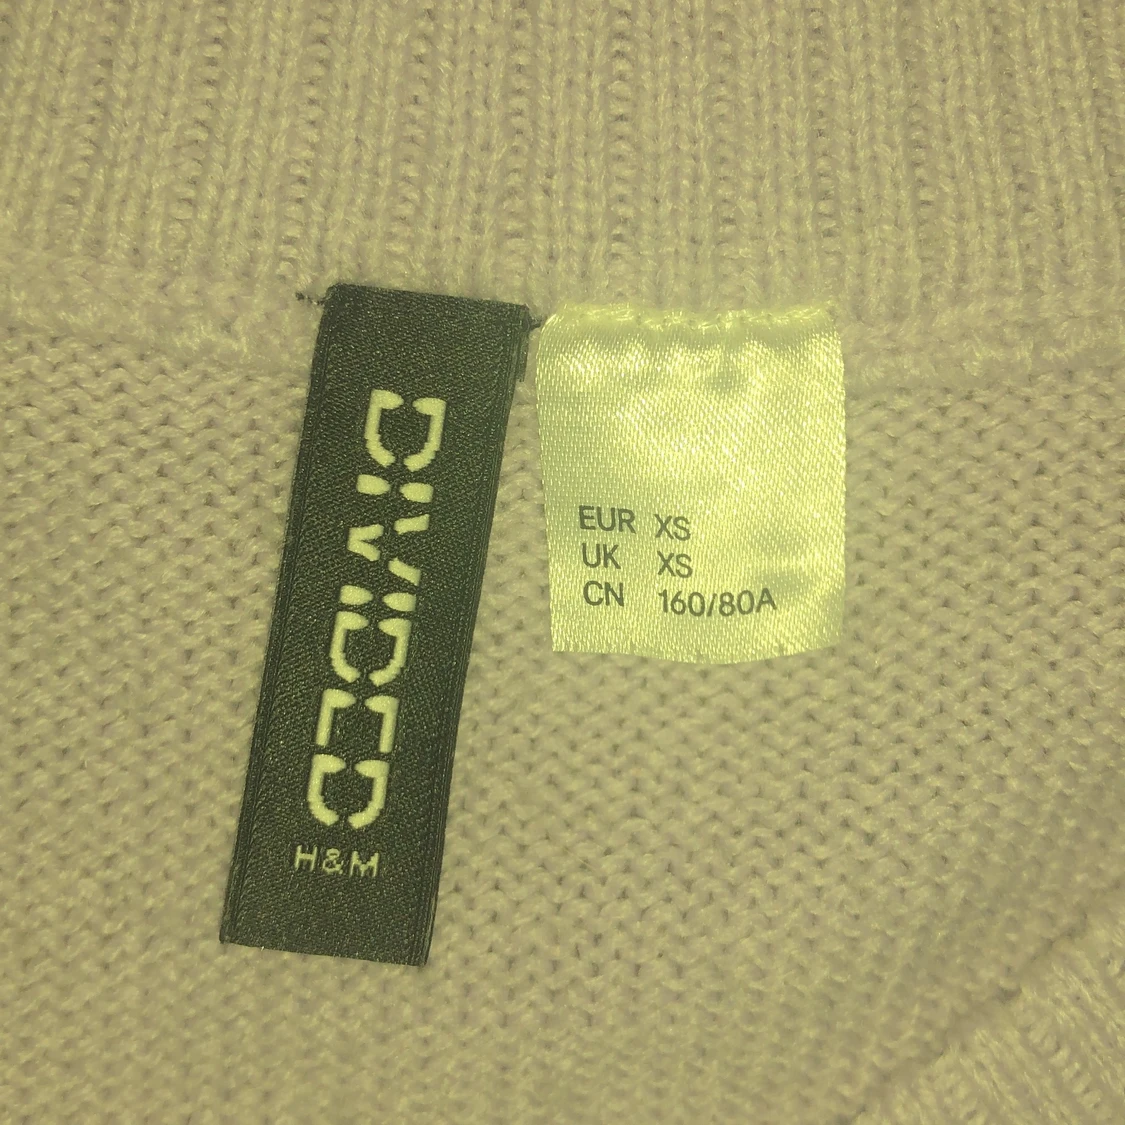 DIVIDED
H&M
EUR XS
UK XS
CN 160/80A